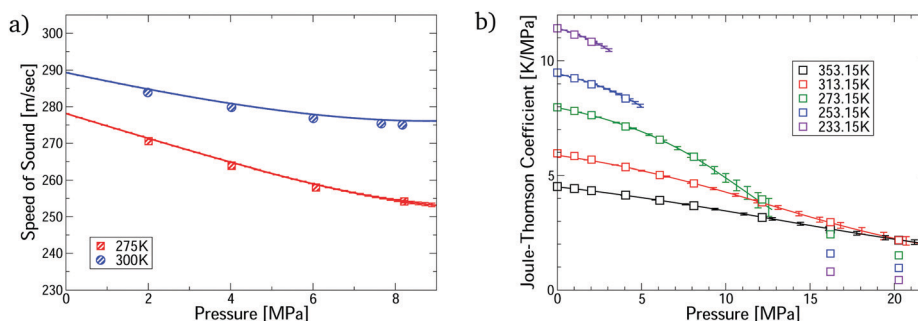 a)
Speed of Sound [m/sec]
290
280
270
260
250
240
230
0
2
4
6
8
Pressure [MPa]
275K
300K
b)
Joule-Thomson Coefficient [K/MPa]
10
5
0
0
5
10
15
20
Pressure [MPa]
353.15K
313.15K
273.15K
253.15K
233.15K